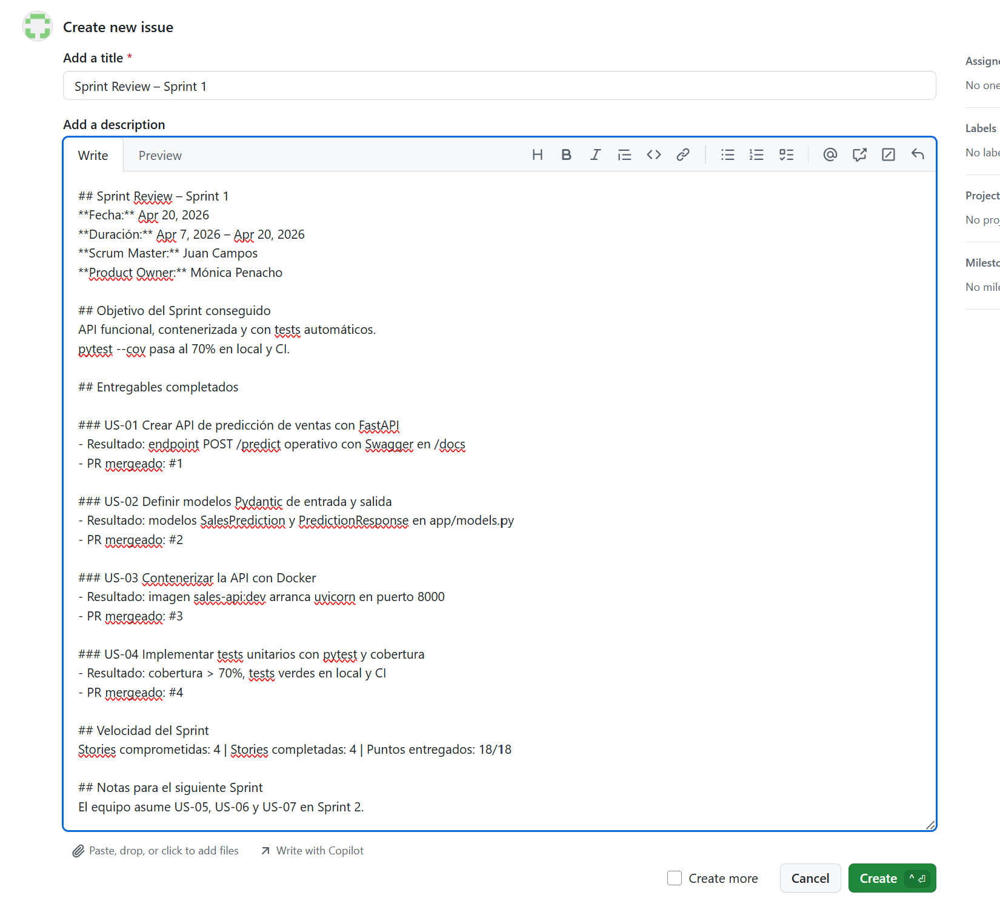 Create new issue
Add a title *
Sprint Review – Sprint 1
Add a description
Write
Preview
## Sprint Review – Sprint 1
**Fecha:** Apr 20, 2026
**Duración:** Apr 7, 2026 – Apr 20, 2026
**Scrum Master:** Juan Campos
**Product Owner:** Mónica Penacho
## Objetivo del Sprint conseguido
API funcional, contenerizada y con tests automáticos.
pytest --cov pasa al 70% en local y CI.
## Entregables completados
### US-01 Crear API de predicción de ventas con FastAPI
- Resultado: endpoint POST /predict operativo con Swagger en /docs
- PR mergeado: #1
### US-02 Definir modelos Pydantic de entrada y salida
- Resultado: modelos SalesPrediction y PredictionResponse en app/models.py
- PR mergeado: #2
### US-03 Contenerizar la API con Docker
- Resultado: imagen sales-api:dev arranca uvicorn en puerto 8000
- PR mergeado: #3
### US-04 Implementar tests unitarios con pytest y cobertura
- Resultado: cobertura > 70%, tests verdes en local y CI
- PR mergeado: #4
## Velocidad del Sprint
Stories comprometidas: 4 | Stories completadas: 4 | Puntos entregados: 18/18
## Notas para el siguiente Sprint
El equipo asume US-05, US-06 y US-07 en Sprint 2.
Paste, drop, or click to add files
Write with Copilot
Create more
Cancel
Create
Assign
No one
Labels
No labe
Project
No pro
Milesto
No mile